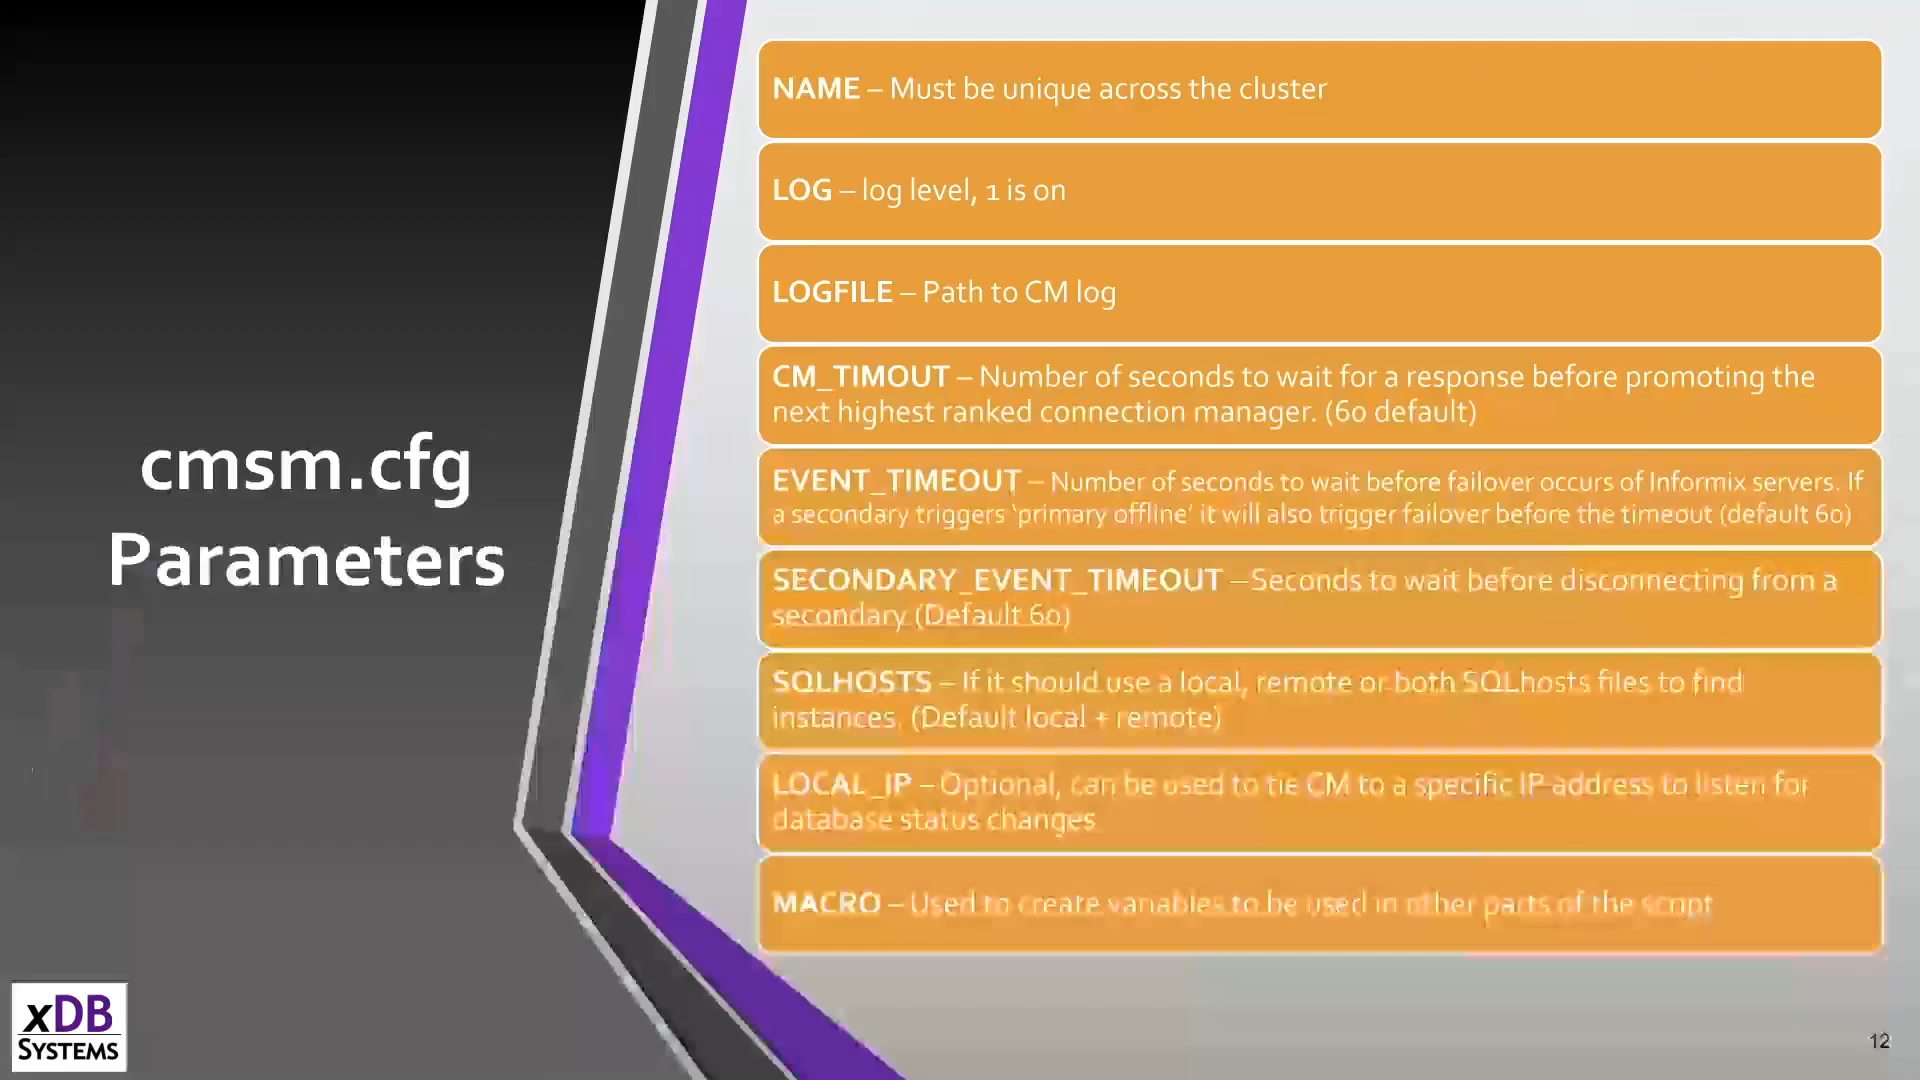 cmsm.cfg
Parameters
NAME – Must be unique across the cluster
LOG – log level, 1 is on
LOGFILE – Path to CM log
CM_TIMOUT – Number of seconds to wait for a response before promoting the
next highest ranked connection manager. (60 default)
EVENT_TIMEOUT – Number of seconds to wait before failover occurs of Informix servers. If
a secondary triggers ‘primary offline’ it will also trigger failover before the timeout (default 60)
SECONDARY_EVENT_TIMEOUT – Seconds to wait before disconnecting from a
secondary (Default 60)
SQLHOSTS – If it should use a local, remote or both SQLhosts files to find
instances. (Default local + remote)
LOCAL_IP – Optional, can be used to tie CM to a specific IP address to listen for
database status changes
MACRO – Used to create variables to be used in other parts of the script
xDB
SYSTEMS
12